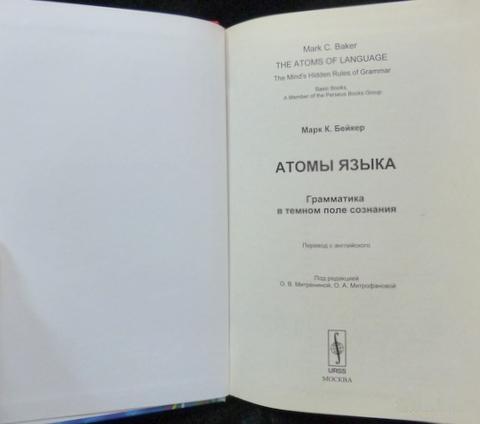 Mark C. Baker
THE ATOMS OF LANGUAGE
The Mind's Hidden Rules of Grammar
Basic Books,
A Member of the Perseus Books Group
Марк К. Бейкер
АТОМЫ ЯЗЫКА
Грамматика
в темном поле сознания
Перевод с английского
Под редакцией
О. В. Митрениной, О. А. Митрофановой
URSS
МОСКВА